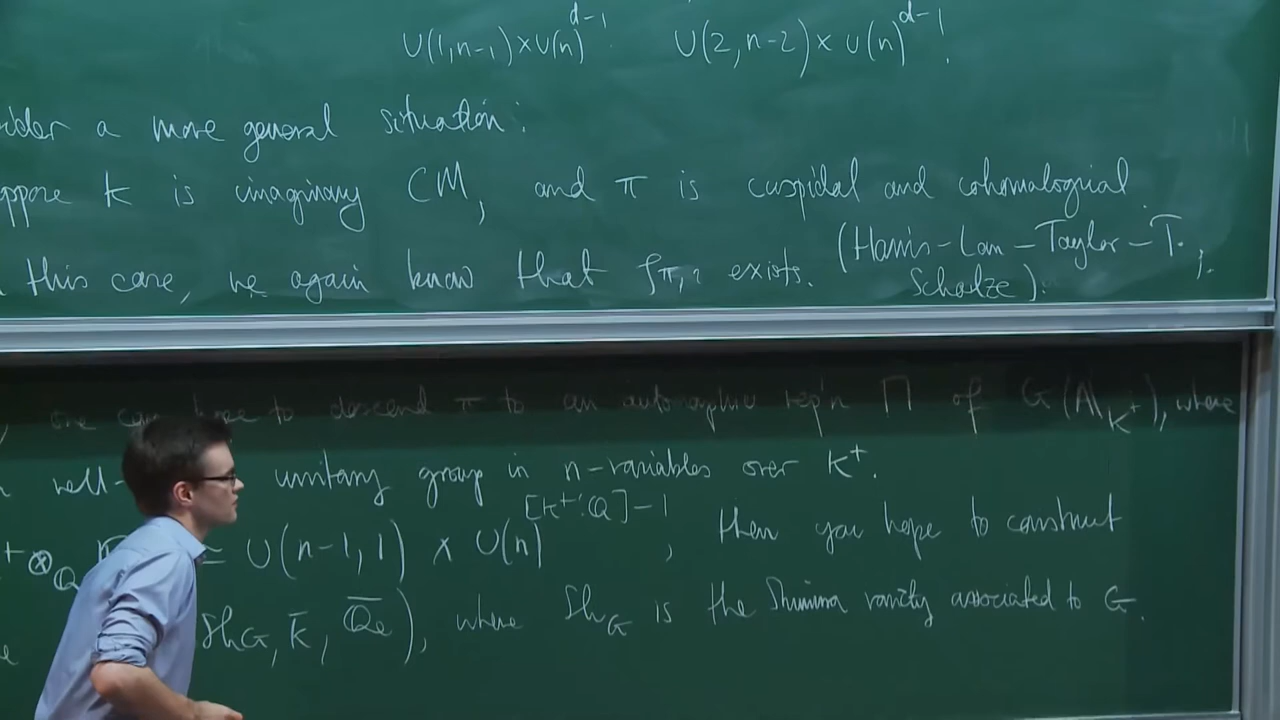 U(1,n-1)×U(n)^{d-1} U(2,n-2)×U(n)^{d-1}.
a more general situation:
K is imaginary CM, and π is cuspidal and cohomological.
this case, we again know that ρ_{π,ι} exists. (Harris-Lan-Taylor-T.,
Scholze).
one can hope to descend π to an automorphic rep'n Π of G(𝔸_{K^+}), where
well- unitary group in n-variables over K^+.
⊗_Q = U(n-1,1) × U(n)^{[K^+:Q]-1}, then you hope to construct
Sh_G, K̄, Q̄_ℓ), where Sh_G is the Shimura variety associated to G.